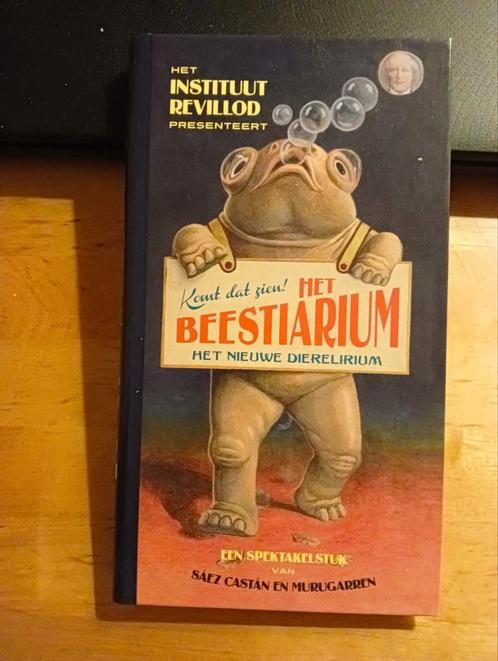 HET
INSTITUUT
REVILLOD
PRESENTEERT
Komt dat zien! HET
BEESTIARIUM
HET NIEUWE DIERELIRIUM
EEN SPEKTAKELSTUK
VAN
SÁEZ CASTÁN EN MURUGARREN